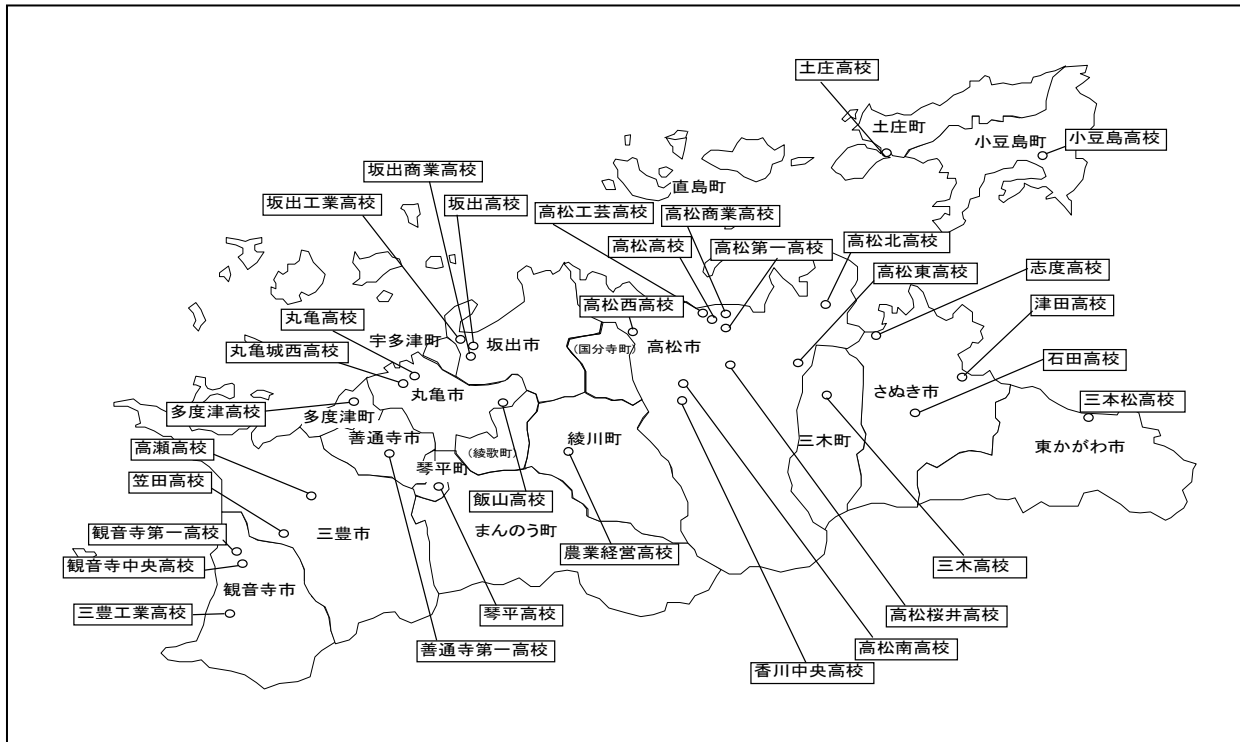 土庄高校
土庄町
小豆島町
小豆島高校
坂出商業高校
直島町
坂出工業高校
坂出高校
高松工芸高校
高松商業高校
高松高校
高松第一高校
高松北高校
高松東高校
志度高校
津田高校
丸亀高校
高松西高校
宇多津町
坂出市
(国分寺町)
高松市
丸亀城西高校
石田高校
丸亀市
さぬき市
多度津高校
多度津町
三本松高校
善通寺市
綾川町
三木町
東かがわ市
高瀬高校
(綾歌町)
琴平町
笠田高校
飯山高校
観音寺第一高校
三豊市
まんのう町
農業経営高校
観音寺中央高校
三木高校
観音寺市
三豊工業高校
琴平高校
高松桜井高校
善通寺第一高校
高松南高校
香川中央高校